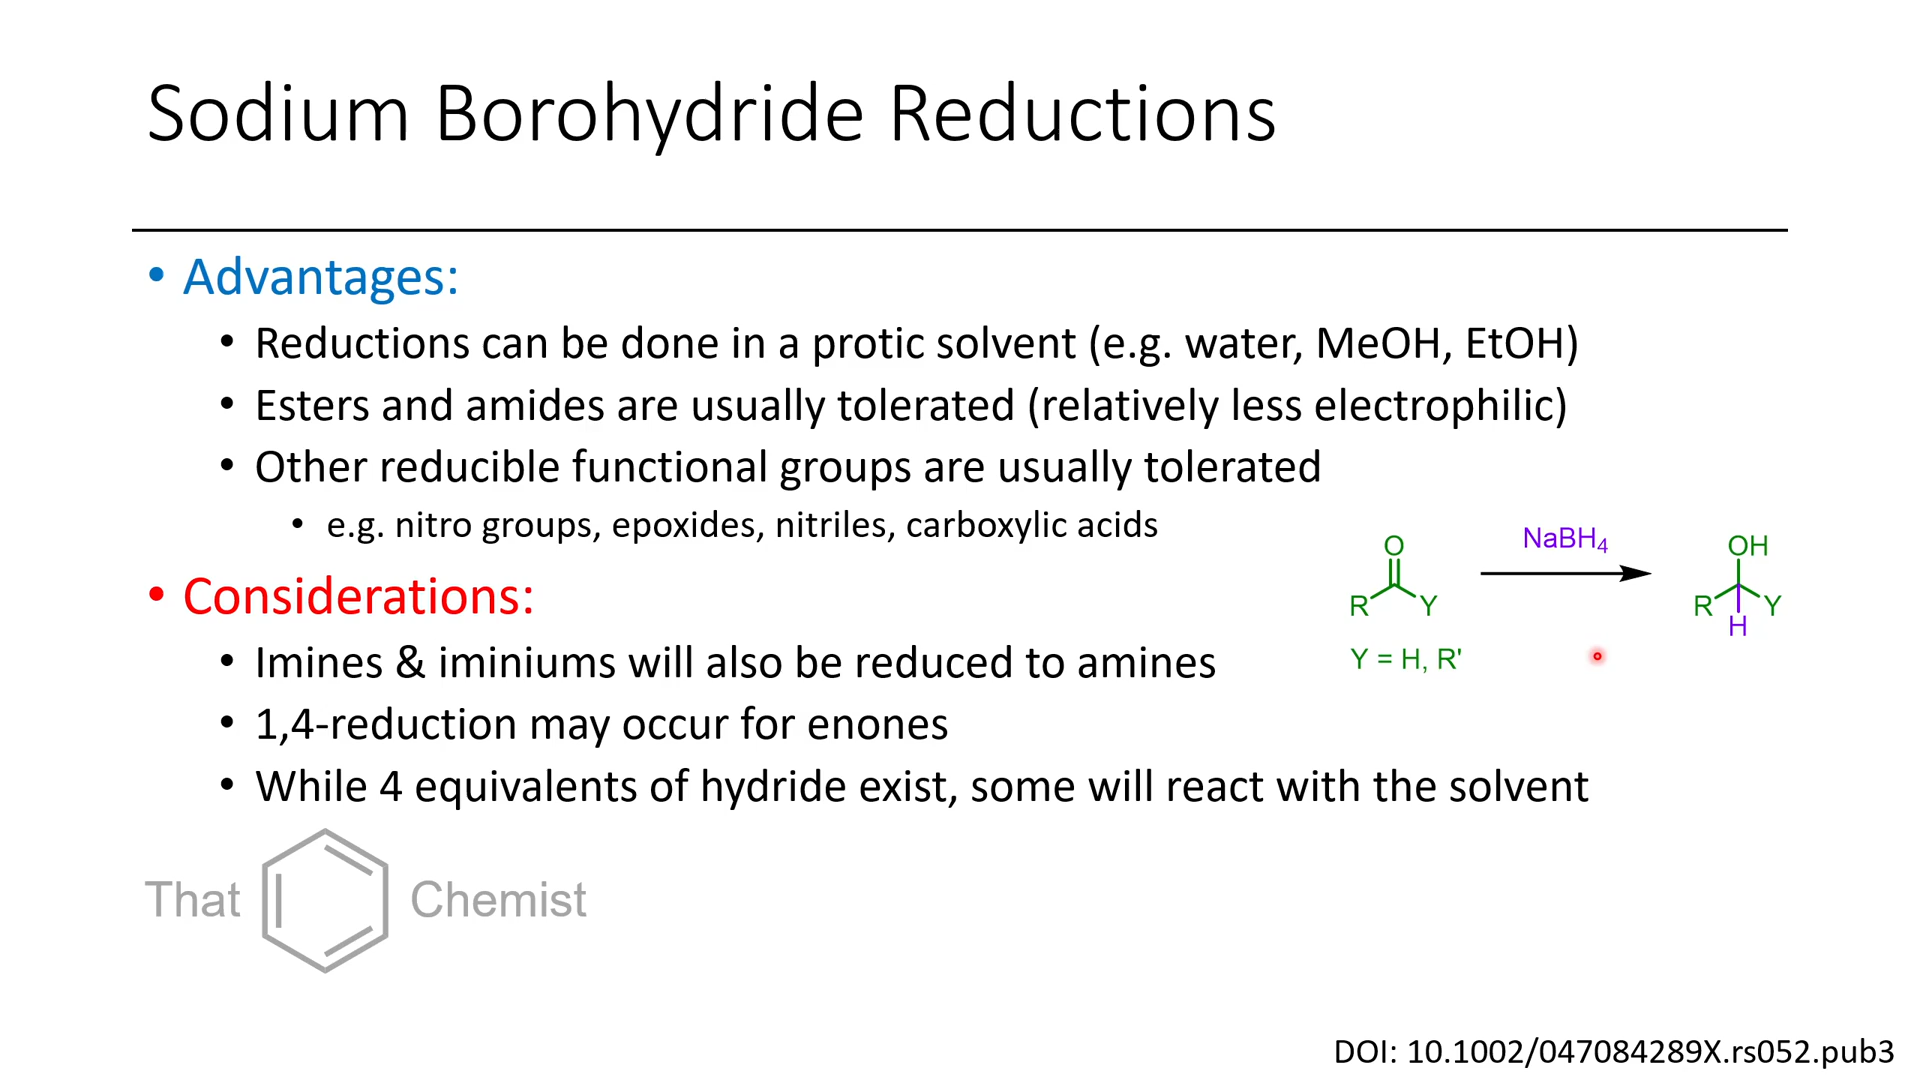 Sodium Borohydride Reductions
• Advantages:
• Reductions can be done in a protic solvent (e.g. water, MeOH, EtOH)
• Esters and amides are usually tolerated (relatively less electrophilic)
• Other reducible functional groups are usually tolerated
• e.g. nitro groups, epoxides, nitriles, carboxylic acids
• Considerations:
• Imines & iminiums will also be reduced to amines
• 1,4-reduction may occur for enones
• While 4 equivalents of hydride exist, some will react with the solvent
O
R Y
Y = H, R'
NaBH₄
OH
R Y
H
That Chemist
DOI: 10.1002/047084289X.rs052.pub3